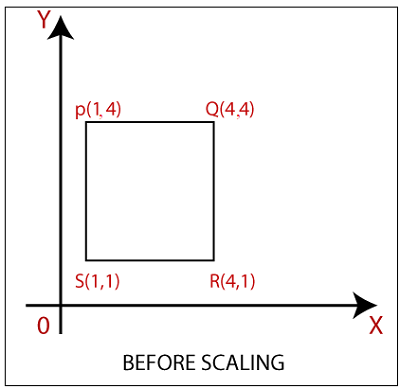 Y
p(1,4) Q(4,4)
S(1,1) R(4,1)
0 X
BEFORE SCALING